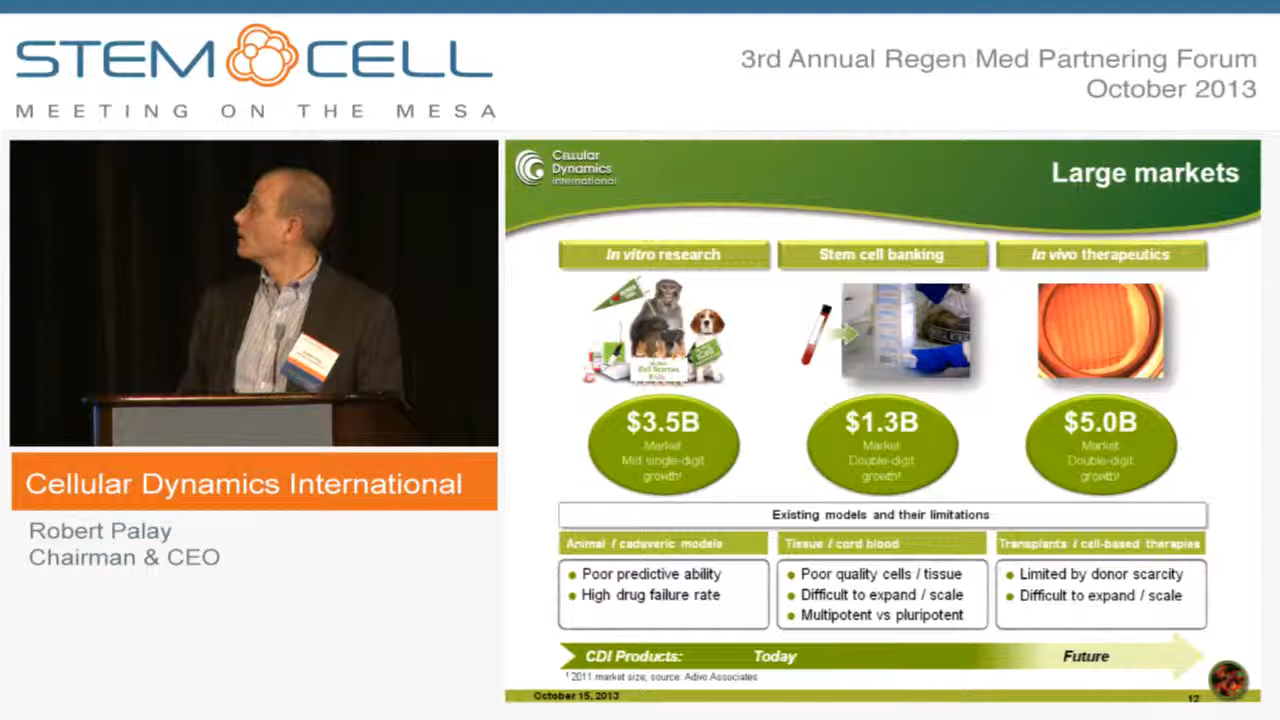 STEM CELL
MEETING ON THE MESA
3rd Annual Regen Med Partnering Forum
October 2013
Cellular Dynamics International
Robert Palay
Chairman & CEO
Cellular
Dynamics
international
Large markets
In vitro research
Stem cell banking
In vivo therapeutics
$3.5B
Market
Mid single-digit
growth¹
$1.3B
Market
Double-digit
growth¹
$5.0B
Market
Double-digit
growth¹
Existing models and their limitations
Animal / cadaveric models
Tissue / cord blood
Transplants / cell-based therapies
• Poor predictive ability
• High drug failure rate
• Poor quality cells / tissue
• Difficult to expand / scale
• Multipotent vs pluripotent
• Limited by donor scarcity
• Difficult to expand / scale
CDI Products: Today Future
¹ 2011 market size; source: Adivo Associates
October 15, 2013
12